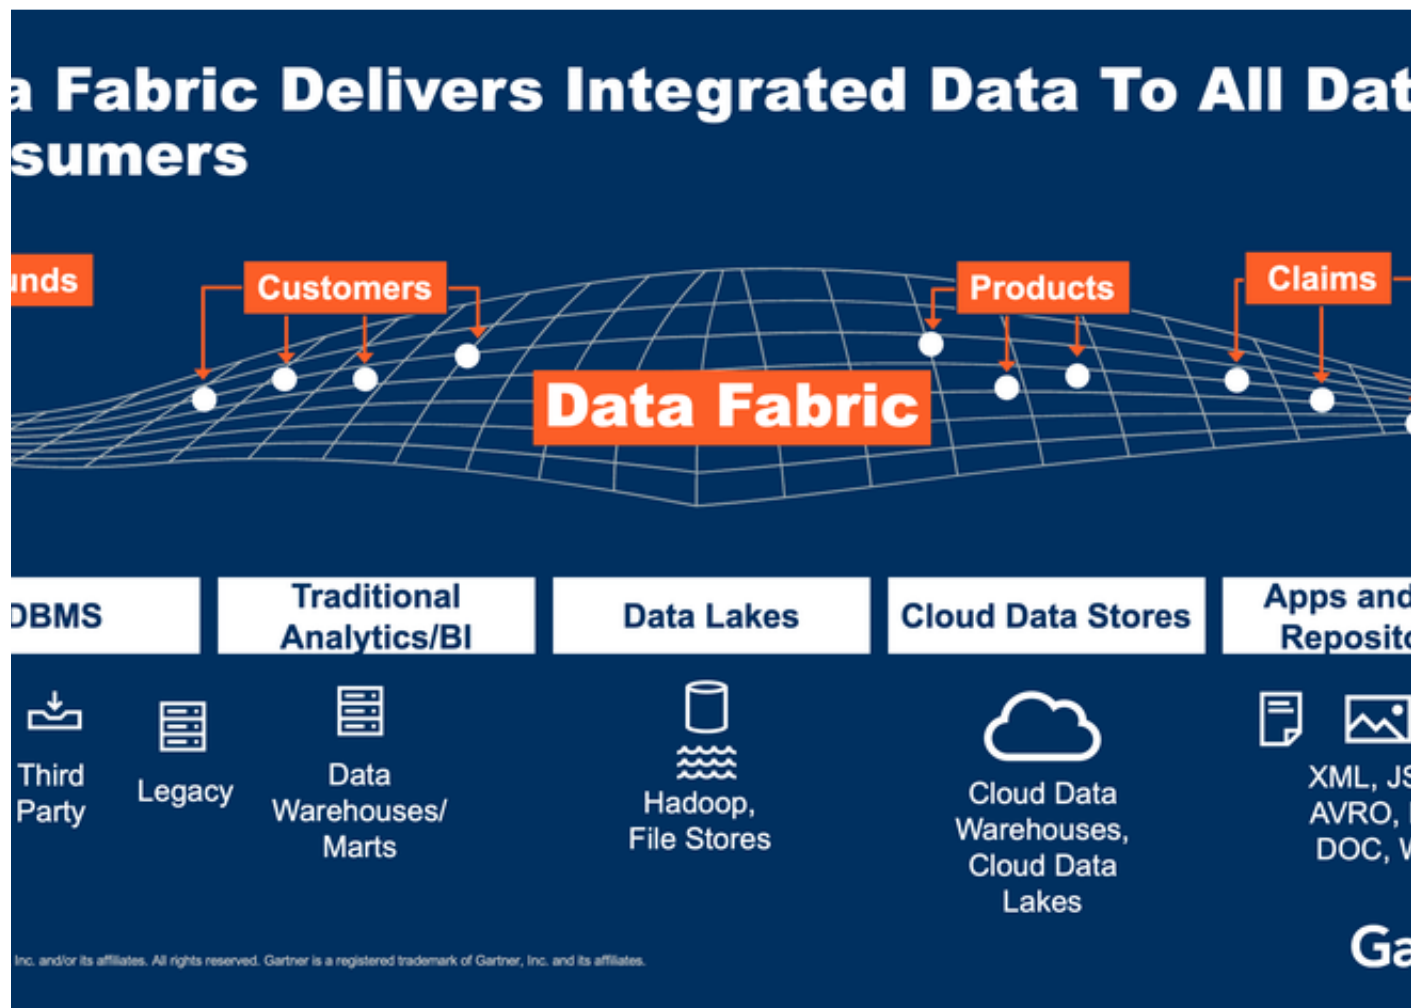 a Fabric Delivers Integrated Data To All Dat
sumers
unds
Customers
Products
Claims
Data Fabric
DBMS
Traditional
Analytics/BI
Data Lakes
Cloud Data Stores
Apps and
Reposito
Third
Party
Legacy
Data
Warehouses/
Marts
Hadoop,
File Stores
Cloud Data
Warehouses,
Cloud Data
Lakes
XML, JS
AVRO,
DOC, W
Inc. and/or its affiliates. All rights reserved. Gartner is a registered trademark of Gartner, Inc. and its affiliates.
Ga